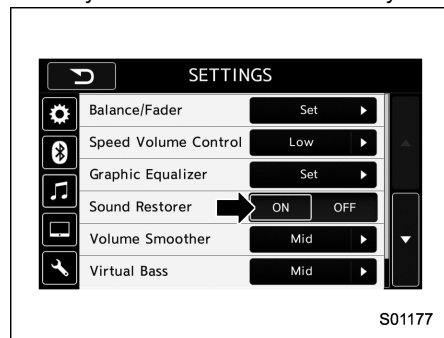 SETTINGS
Balance/Fader Set
Speed Volume Control Low
Graphic Equalizer Set
Sound Restorer ON OFF
Volume Smoother Mid
Virtual Bass Mid
S01177